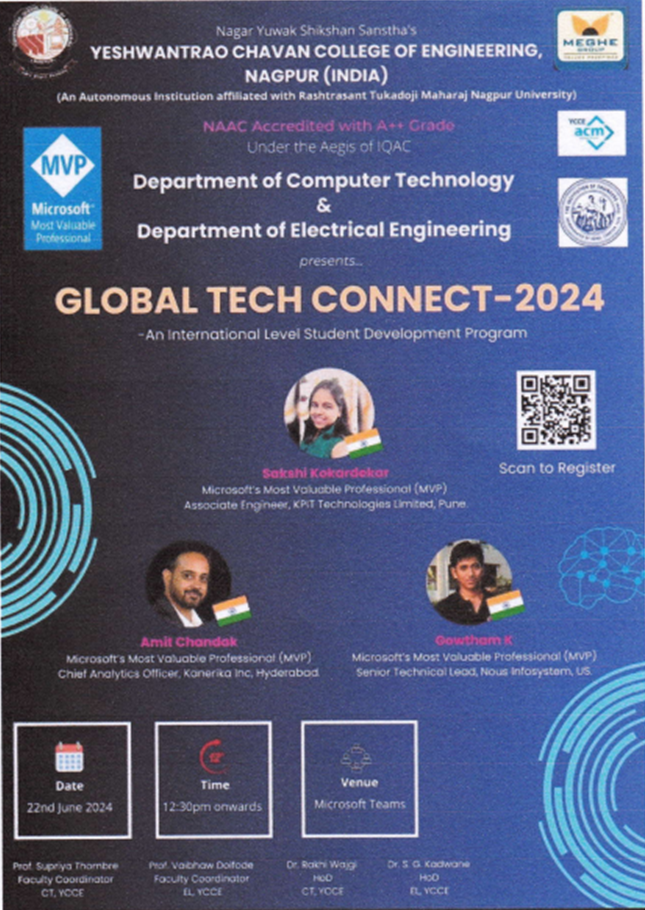 Nagar Yuwak Shikshan Sanstha's
YESHWANTRAO CHAVAN COLLEGE OF ENGINEERING,
NAGPUR (INDIA)
(An Autonomous Institution affiliated with Rashtrasant Tukadoji Maharaj Nagpur University)
MEGHE
GROUP
NAAC Accredited with A++ Grade
Under the Aegis of IQAC
YCCE
acm
MVP
Microsoft
Most Valuable
Professional
Department of Computer Technology
&
Department of Electrical Engineering
presents...
GLOBAL TECH CONNECT-2024
-An International Level Student Development Program
Sakshi Kokardekar
Microsoft's Most Valuable Professional (MVP)
Associate Engineer, KPiT Technologies Limited, Pune.
Scan to Register
Amit Chandak
Microsoft's Most Valuable Professional (MVP)
Chief Analytics Officer, Kanerika Inc, Hyderabad.
Gowtham K
Microsoft's Most Valuable Professional (MVP)
Senior Technical Lead, Nous Infosystem, US.
Date
22nd June 2024
Time
12:30pm onwards
Venue
Microsoft Teams
Prof. Supriya Thombre
Faculty Coordinator
CT, YCCE
Prof. Vaibhaw Doifode
Faculty Coordinator
EL, YCCE
Dr. Rakhi Wajgi
HoD
CT, YCCE
Dr. S. G. Kadwane
HoD
EL, YCCE